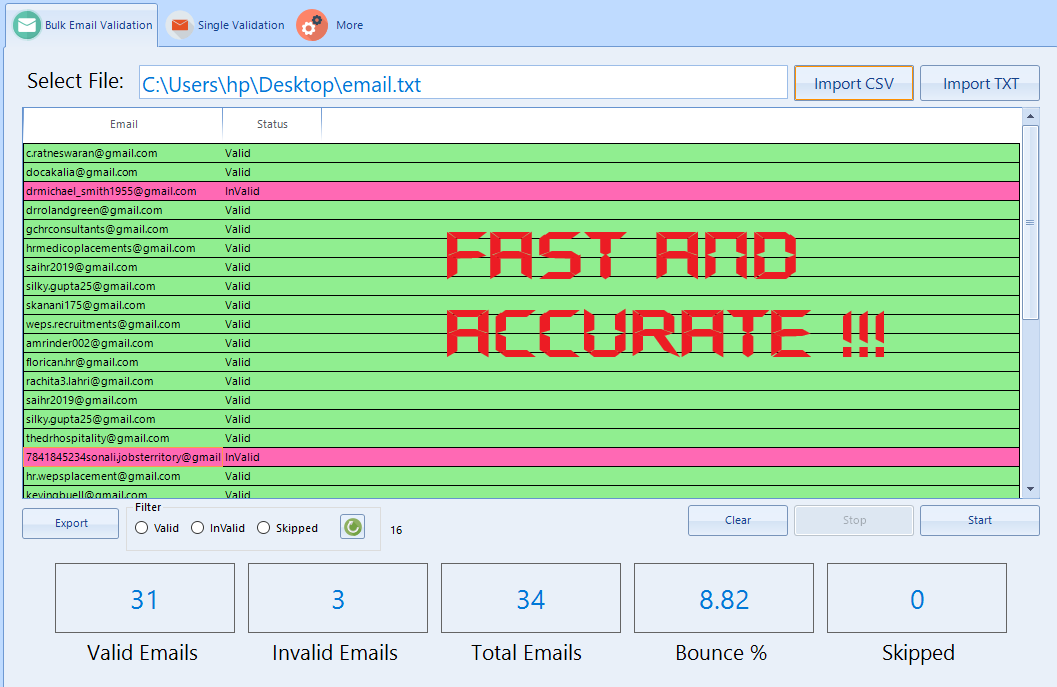 Bulk Email Validation Single Validation More
Select File: C:\Users\hp\Desktop\email.txt Import CSV Import TXT
Email Status
c.ratneswaran@gmail.com Valid
docakalia@gmail.com Valid
drmichael_smith1955@gmail.com InValid
drrolandgreen@gmail.com Valid
gchrconsultants@gmail.com Valid
hrmedicoplacements@gmail.com Valid
saihr2019@gmail.com Valid
silky.gupta25@gmail.com Valid
skanani175@gmail.com Valid
weps.recruitments@gmail.com Valid
amrinder002@gmail.com Valid
florican.hr@gmail.com Valid
rachita3.lahri@gmail.com Valid
saihr2019@gmail.com Valid
silky.gupta25@gmail.com Valid
thedrhospitality@gmail.com Valid
7841845234sonali.jobsterritory@gmail InValid
hr.wepsplacement@gmail.com Valid
kevingbuell@gmail.com Valid
FAST AND
ACCURATE !!!
Export Filter Valid InValid Skipped 16 Clear Stop Start
31 3 34 8.82 0
Valid Emails Invalid Emails Total Emails Bounce % Skipped